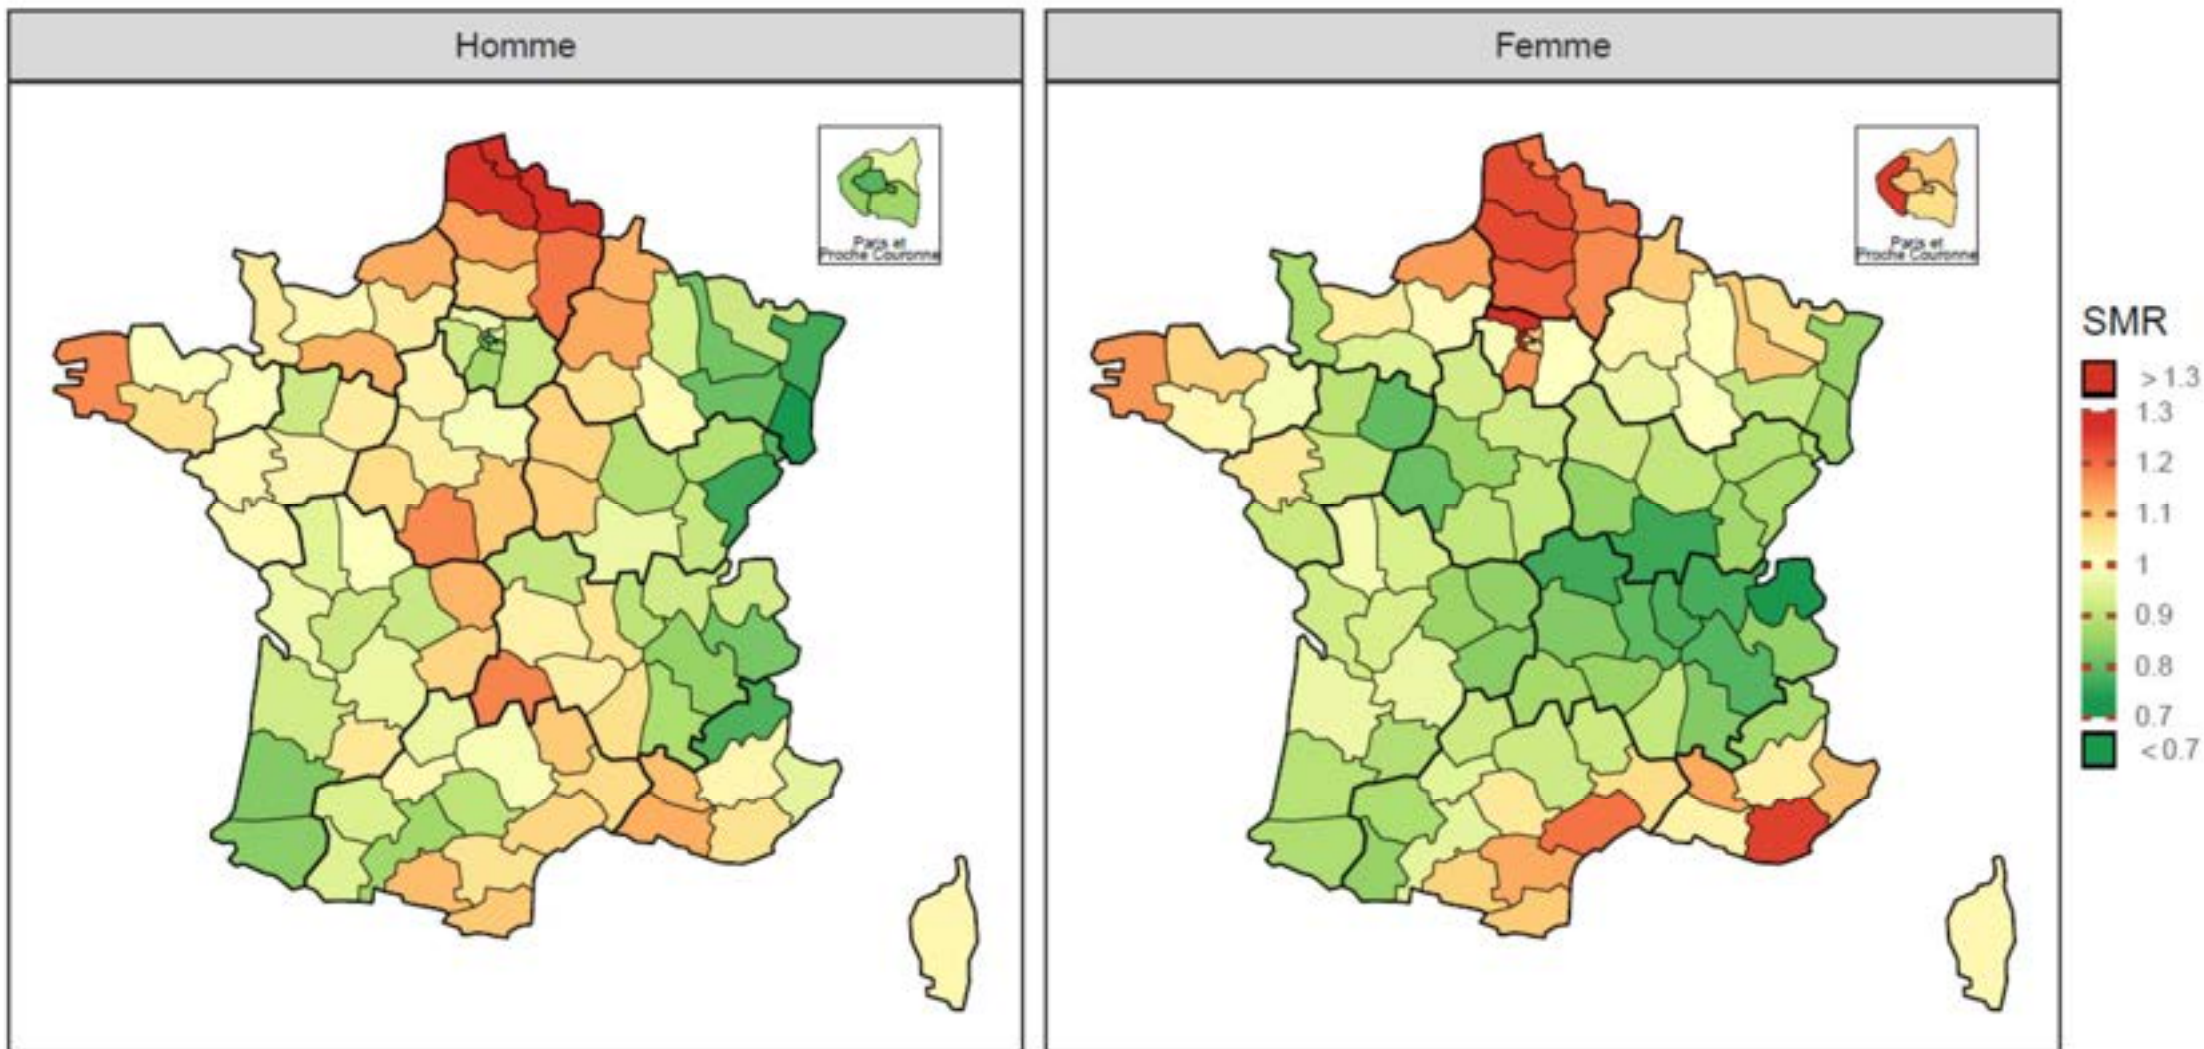 Homme
Femme
Paris et
Proche Couronne
Paris et
Proche Couronne
SMR
> 1.3
1.3
1.2
1.1
1
0.9
0.8
0.7
< 0.7